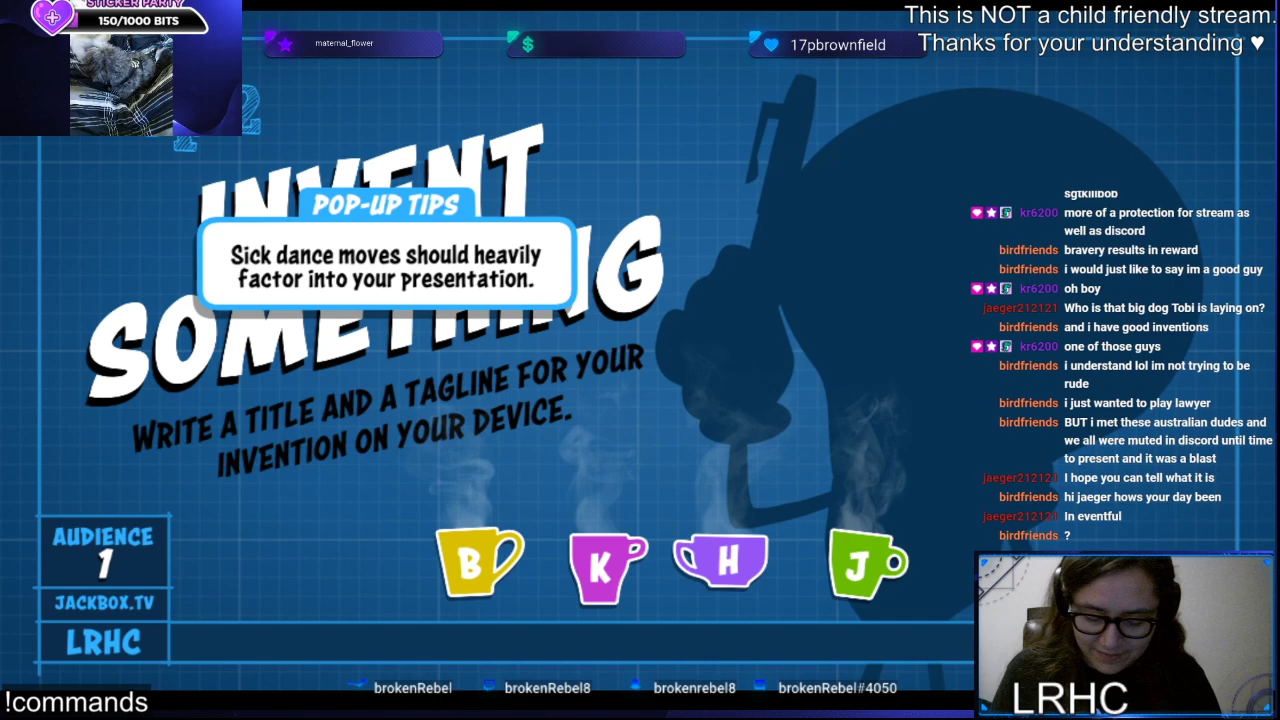 STICKER PARTY
150/1000 BITS
maternal_flower
17pbrownfield
This is NOT a child friendly stream.
Thanks for your understanding ♥
2
INVENT
SOMETHING
POP-UP TIPS
Sick dance moves should heavily
factor into your presentation.
WRITE A TITLE AND A TAGLINE FOR YOUR
INVENTION ON YOUR DEVICE.
B
K
H
J
AUDIENCE
1
JACKBOX.TV
LRHC
sgtkillbob
kr6200 more of a protection for stream as
well as discord
birdfriends bravery results in reward
birdfriends i would just like to say im a good guy
kr6200 oh boy
jaeger212121 Who is that big dog Tobi is laying on?
birdfriends and i have good inventions
kr6200 one of those guys
birdfriends i understand lol im not trying to be
rude
birdfriends i just wanted to play lawyer
birdfriends BUT i met these australian dudes and
we all were muted in discord until time
to present and it was a blast
jaeger212121 I hope you can tell what it is
birdfriends hi jaeger hows your day been
jaeger212121 In eventful
birdfriends ?
brokenRebel
brokenRebel8
brokenrebel8
brokenRebel#4050
!commands
LRHC